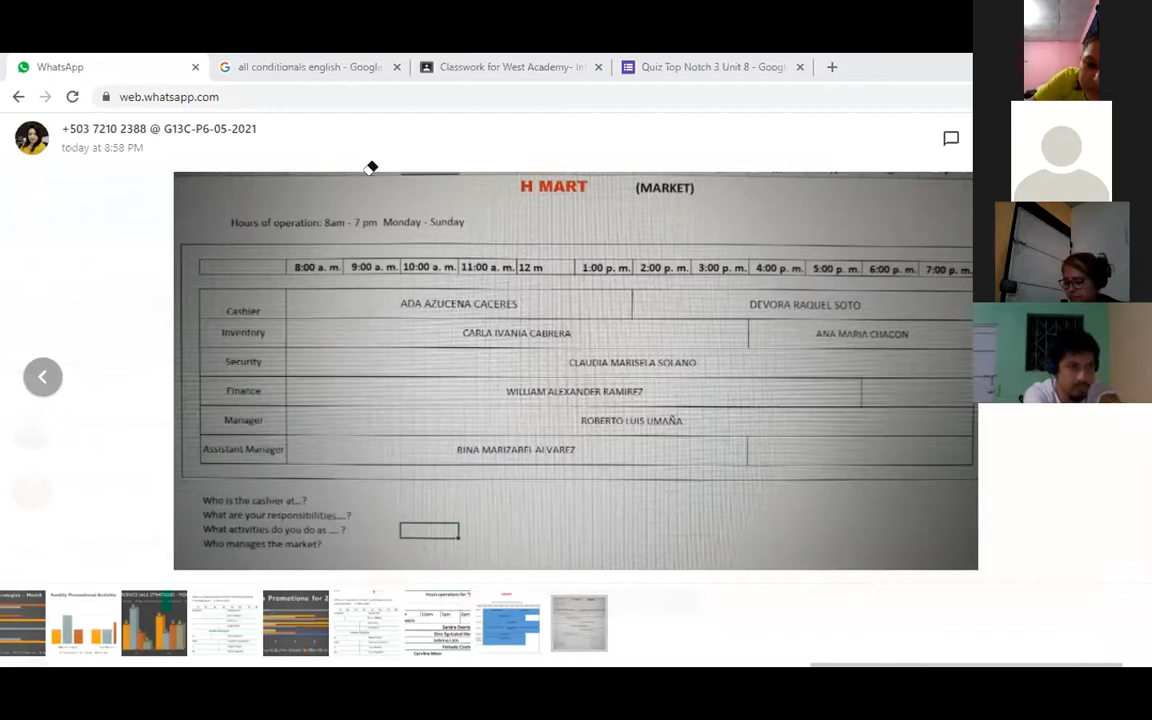 WhatsApp
all conditionals english - Google
Classwork for West Academy- Int
Quiz Top Notch 3 Unit 8 - Googl
web.whatsapp.com
+503 7210 2388 @ G13C-P6-05-2021
today at 8:58 PM
H MART (MARKET)
Hours of operation: 8am - 7 pm Monday - Sunday
8:00 a. m. 9:00 a. m. 10:00 a. m. 11:00 a. m. 12 m 1:00 p. m. 2:00 p. m. 3:00 p. m. 4:00 p. m. 5:00 p. m. 6:00 p. m. 7:00 p. m.
Cashier ADA AZUCENA CACERES DEVORA RAQUEL SOTO
Inventory CARLA IVANIA CABRERA ANA MARIA CHACON
Security CLAUDIA MARISELA SOLANO
Finance WILLIAM ALEXANDER RAMIREZ
Manager ROBERTO LUIS UMAÑA
Assistant Manager RINA MARIZABEL ALVAREZ
Who is the cashier at...?
What are your responsibilities....?
What activities do you do as .... ?
Who manages the market?